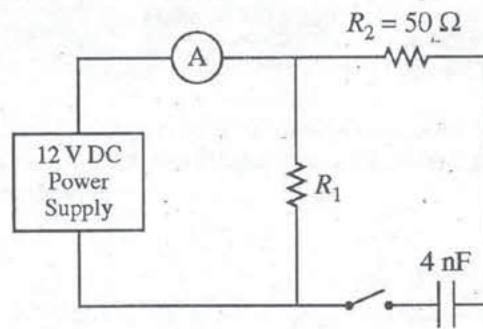 R₂ = 50 Ω
A
12 V DC
Power
Supply
R₁
4 nF